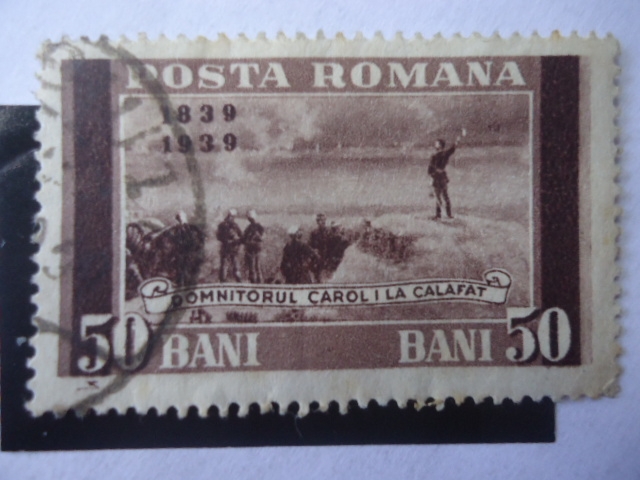 POSTA ROMANA
1839
1939
DOMNITORUL CAROL I LA CALAFAT
50 BANI BANI 50